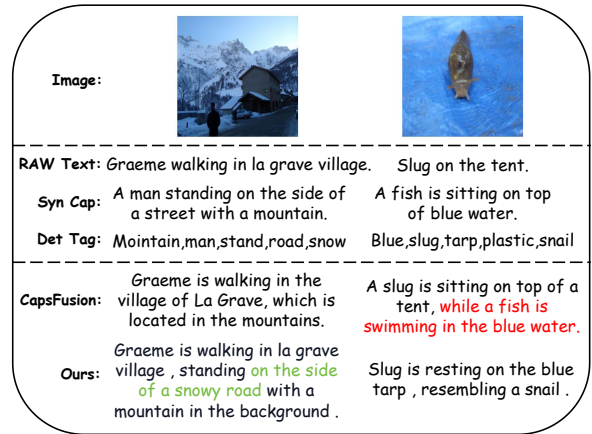 Image:
RAW Text: Graeme walking in la grave village. Slug on the tent.
Syn Cap: A man standing on the side of a street with a mountain. A fish is sitting on top of blue water.
Det Tag: Mointain,man,stand,road,snow Blue,slug,tarp,plastic,snail
CapsFusion: Graeme is walking in the village of La Grave, which is located in the mountains. A slug is sitting on top of a tent, while a fish is swimming in the blue water.
Ours: Graeme is walking in la grave village , standing on the side of a snowy road with a mountain in the background . Slug is resting on the blue tarp , resembling a snail .